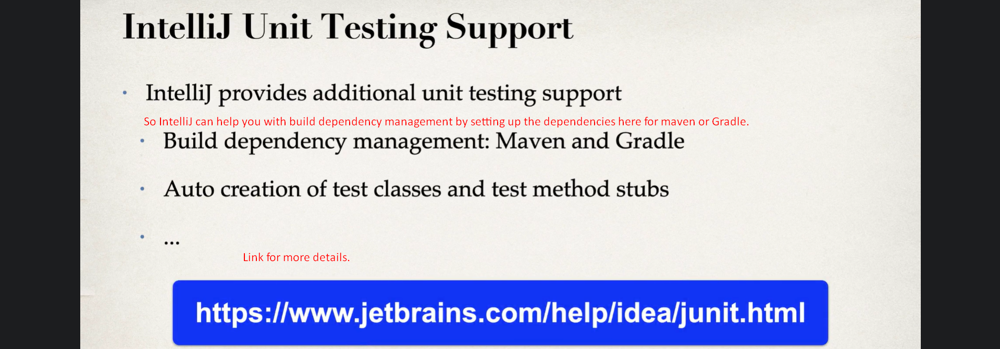 IntelliJ Unit Testing Support
• IntelliJ provides additional unit testing support
So IntelliJ can help you with build dependency management by setting up the dependencies here for maven or Gradle.
• Build dependency management: Maven and Gradle
• Auto creation of test classes and test method stubs
• ...
Link for more details.
https://www.jetbrains.com/help/idea/junit.html